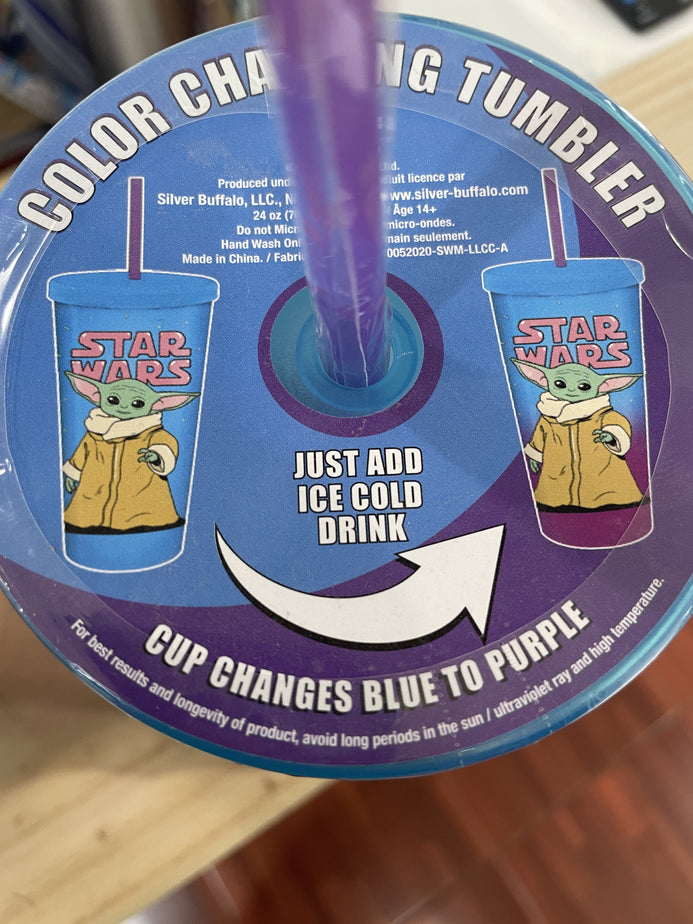 COLOR CHA NG TUMBLER
Ltd.
Produced und duit licence par
Silver Buffalo, LLC., N www.silver-buffalo.com
24 oz (7 / Âge 14+
Do not Micr micro-ondes.
Hand Wash Onl main seulement.
Made in China. / Fabri 0052020-SWM-LLCC-A
STAR
WARS
STAR
WARS
JUST ADD
ICE COLD
DRINK
CUP CHANGES BLUE TO PURPLE
For best results and longevity of product, avoid long periods in the sun / ultraviolet ray and high temperature.